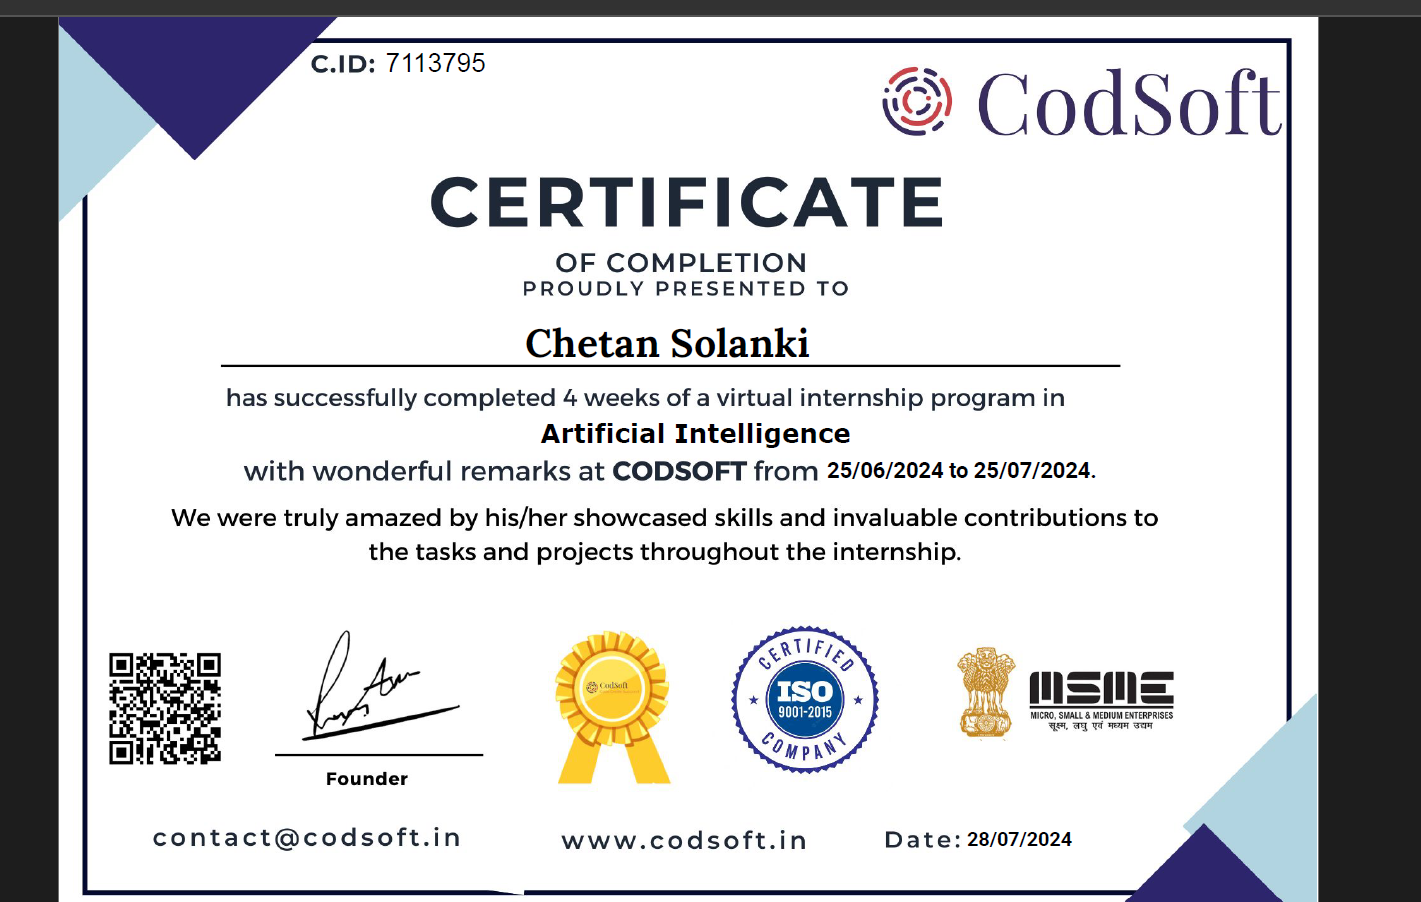 C.ID: 7113795
CodSoft
CERTIFICATE
OF COMPLETION
PROUDLY PRESENTED TO
Chetan Solanki
has successfully completed 4 weeks of a virtual internship program in
Artificial Intelligence
with wonderful remarks at CODSOFT from 25/06/2024 to 25/07/2024.
We were truly amazed by his/her showcased skills and invaluable contributions to
the tasks and projects throughout the internship.
Founder
CodSoft
CERTIFIED
ISO
9001-2015
COMPANY
MSME
MICRO, SMALL & MEDIUM ENTERPRISES
सूक्ष्म, लघु एवं मध्यम उद्यम
contact@codsoft.in
www.codsoft.in
Date: 28/07/2024